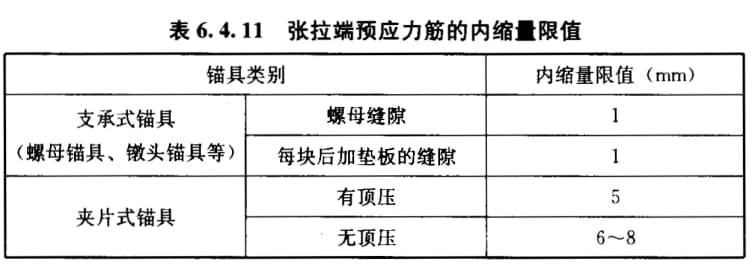 表 6.4.11 张拉端预应力筋的内缩量限值
锚具类别 内缩量限值（mm）
支承式锚具
（螺母锚具、镦头锚具等）
螺母缝隙 1
每块后加垫板的缝隙 1
夹片式锚具
有顶压 5
无顶压 6～8